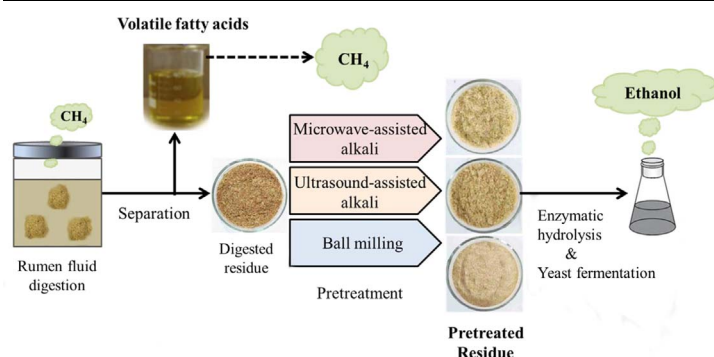 Volatile fatty acids
CH4
CH4
Ethanol
Microwave-assisted
alkali
Ultrasound-assisted
alkali
Ball milling
Separation
Digested
residue
Rumen fluid
digestion
Pretreatment
Enzymatic
hydrolysis
&
Yeast fermentation
Pretreated
Residue